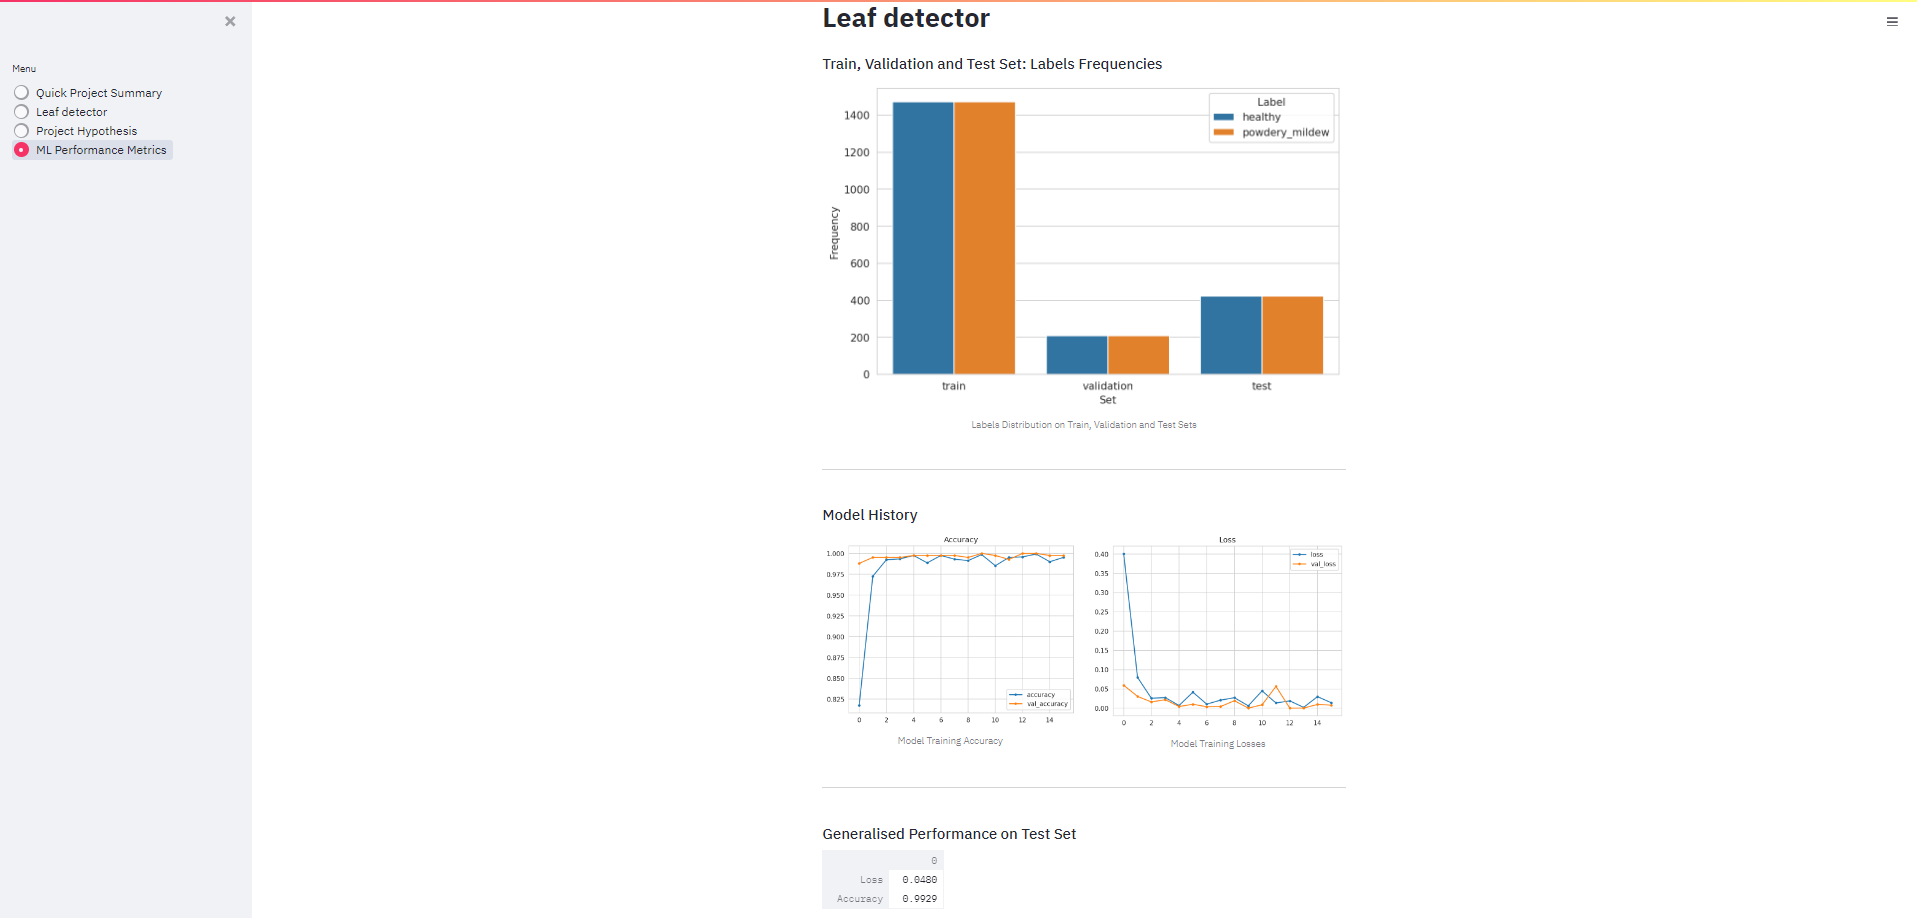 ×
Menu
Quick Project Summary
Leaf detector
Project Hypothesis
ML Performance Metrics
Leaf detector
Train, Validation and Test Set: Labels Frequencies
Label
healthy
powdery_mildew
1400
1200
1000
800
600
400
200
0
Frequency
train validation test
Set
Labels Distribution on Train, Validation and Test Sets
Model History
Accuracy
1.000
0.975
0.950
0.925
0.900
0.875
0.850
0.825
accuracy
val_accuracy
0 2 4 6 8 10 12 14
Model Training Accuracy
Loss
loss
val_loss
0.40
0.35
0.30
0.25
0.20
0.15
0.10
0.05
0.00
0 2 4 6 8 10 12 14
Model Training Losses
Generalised Performance on Test Set
0
Loss 0.0480
Accuracy 0.9929